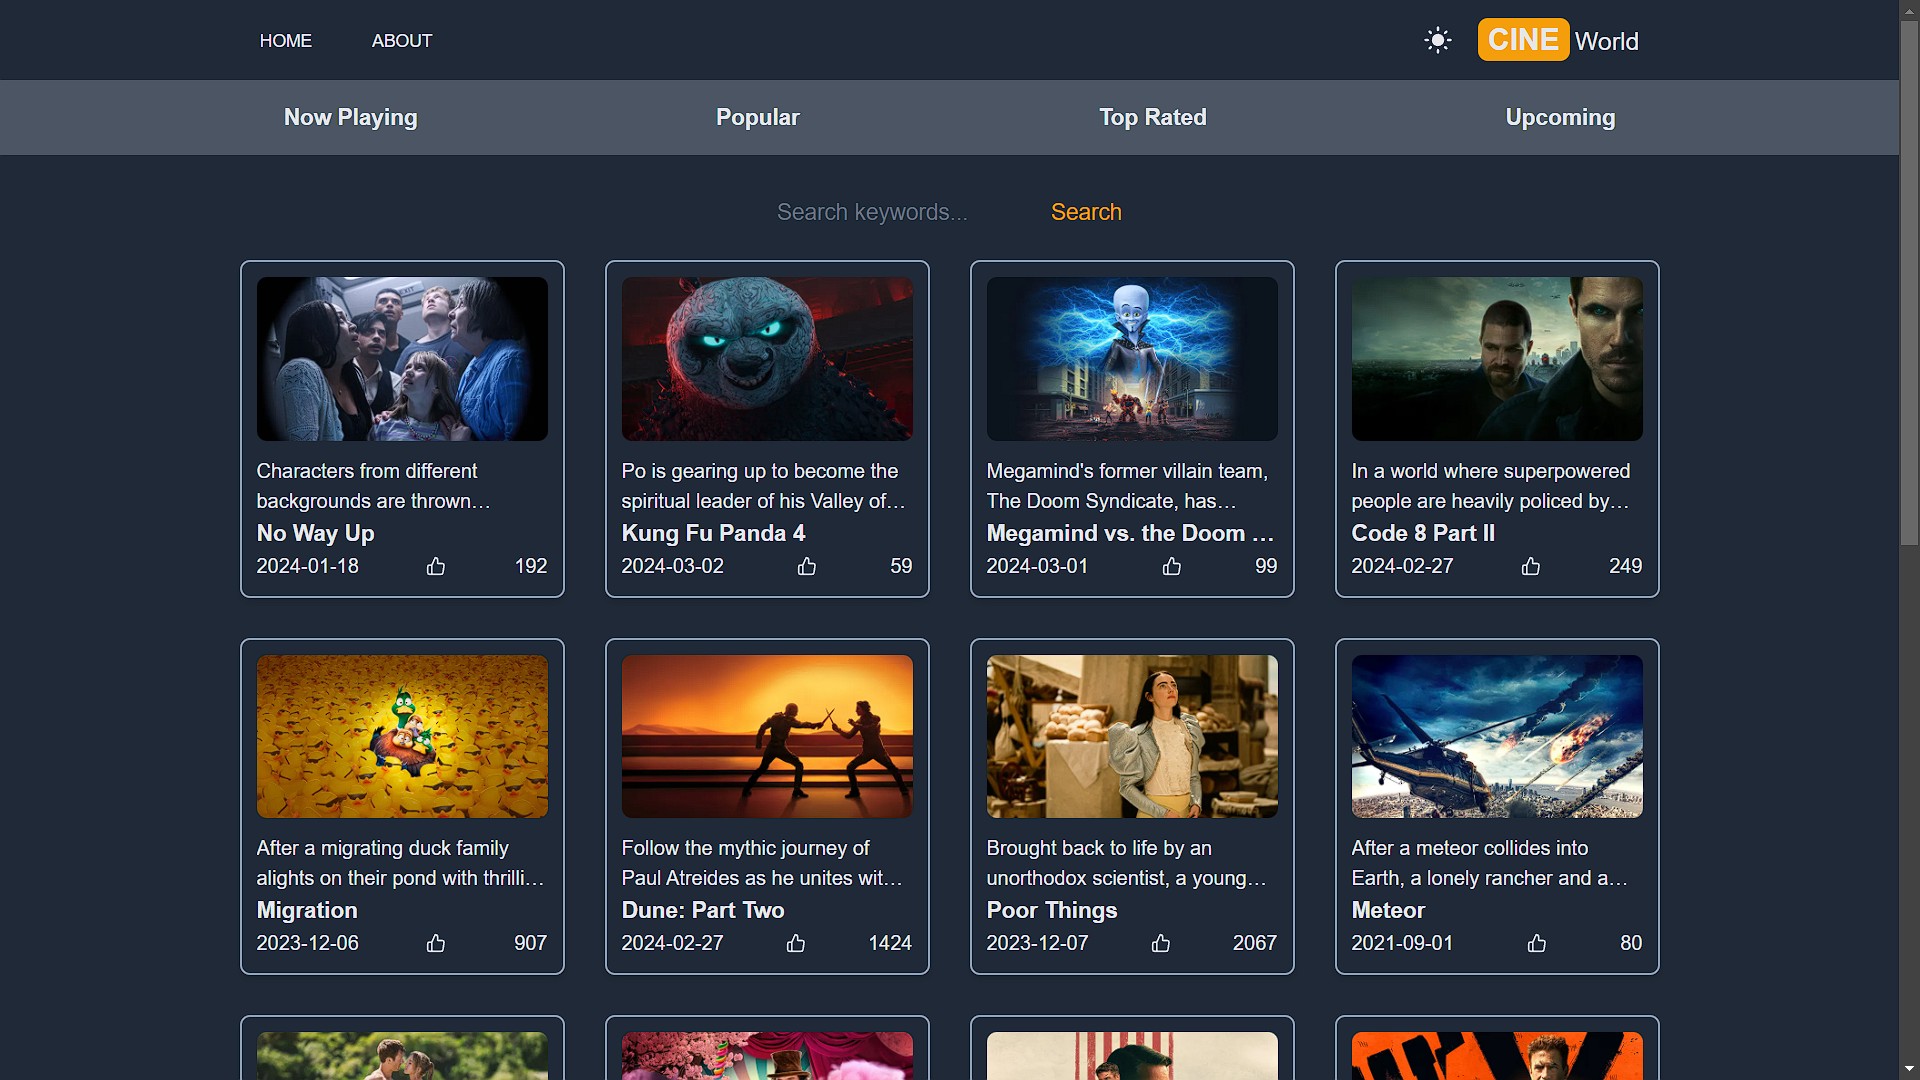 HOME ABOUT CINE World
Now Playing Popular Top Rated Upcoming
Search keywords... Search
Characters from different
backgrounds are thrown…
No Way Up
2024-01-18 192
Po is gearing up to become the
spiritual leader of his Valley of…
Kung Fu Panda 4
2024-03-02 59
Megamind's former villain team,
The Doom Syndicate, has…
Megamind vs. the Doom …
2024-03-01 99
In a world where superpowered
people are heavily policed by…
Code 8 Part II
2024-02-27 249
After a migrating duck family
alights on their pond with thrilli…
Migration
2023-12-06 907
Follow the mythic journey of
Paul Atreides as he unites wit…
Dune: Part Two
2024-02-27 1424
Brought back to life by an
unorthodox scientist, a young…
Poor Things
2023-12-07 2067
After a meteor collides into
Earth, a lonely rancher and a…
Meteor
2021-09-01 80